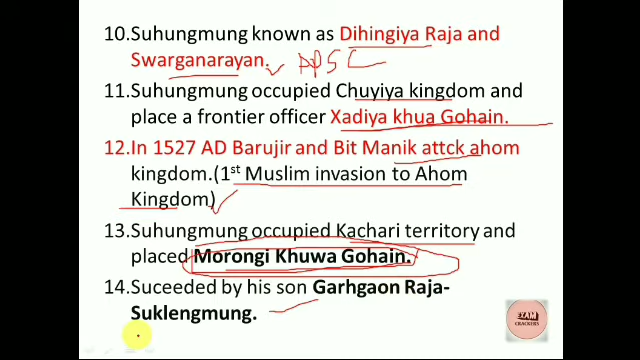 10.Suhungmung known as Dihingiya Raja and
Swarganarayan. APSC
11.Suhungmung occupied Chuyiya kingdom and
place a frontier officer Xadiya khua Gohain.
12.In 1527 AD Barujir and Bit Manik attck ahom
kingdom.(1st Muslim invasion to Ahom
Kingdom)
13.Suhungmung occupied Kachari territory and
placed Morongi Khuwa Gohain.
14.Suceeded by his son Garhgaon Raja-
Suklengmung.
EXAM
CRACKERS